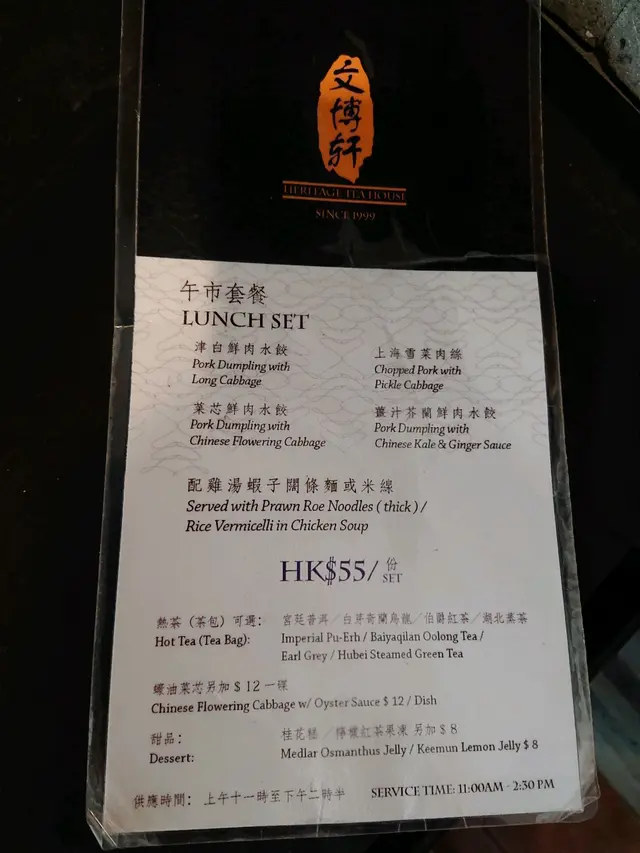 文博轩
HERITAGE TEA HOUSE
SINCE 1999
午市套餐
LUNCH SET
津白鮮肉水餃
Pork Dumpling with
Long Cabbage
上海雪菜肉絲
Chopped Pork with
Pickle Cabbage
菜芯鮮肉水餃
Pork Dumpling with
Chinese Flowering Cabbage
薑汁芥蘭鮮肉水餃
Pork Dumpling with
Chinese Kale & Ginger Sauce
配雞湯蝦子闊條麵或米線
Served with Prawn Roe Noodles ( thick ) /
Rice Vermicelli in Chicken Soup
HK$55/ 份
SET
熱茶（茶包）可選： 宮廷普洱／白芽奇蘭烏龍／伯爵紅茶／湖北蒸茶
Hot Tea (Tea Bag): Imperial Pu-Erh / Baiyaqilan Oolong Tea /
Earl Grey / Hubei Steamed Green Tea
蠔油菜芯另加 $ 12 一碟
Chinese Flowering Cabbage w/ Oyster Sauce $ 12 / Dish
甜品： 桂花糕／檸檬紅茶果凍 另加 $ 8
Dessert: Medlar Osmanthus Jelly / Keemun Lemon Jelly $ 8
供應時間： 上午十一時至下午二時半 SERVICE TIME: 11:00AM - 2:30 PM